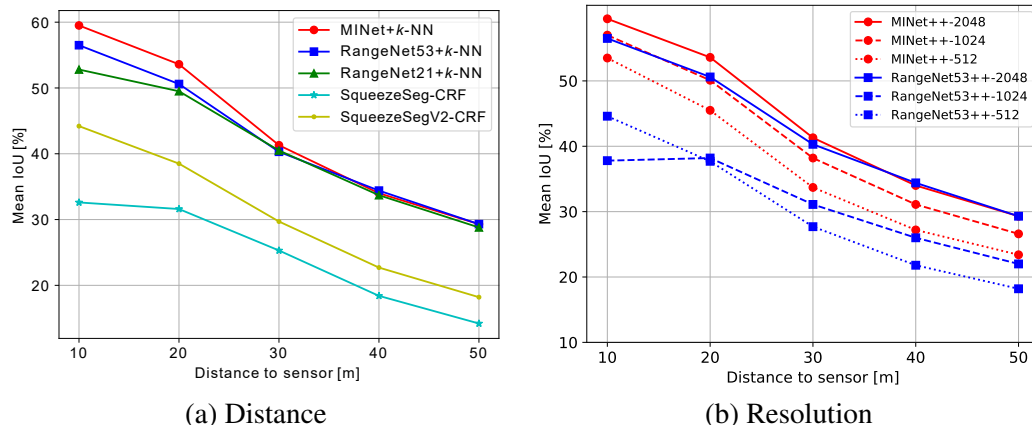 60
50
40
30
20
Mean IoU [%]
MINet+k-NN
RangeNet53+k-NN
RangeNet21+k-NN
SqueezeSeg-CRF
SqueezeSegV2-CRF
10 20 30 40 50
Distance to sensor [m]
(a) Distance
50
40
30
20
10
Mean IoU [%]
MINet++-2048
MINet++-1024
MINet++-512
RangeNet53++-2048
RangeNet53++-1024
RangeNet53++-512
10 20 30 40 50
Distance to sensor [m]
(b) Resolution